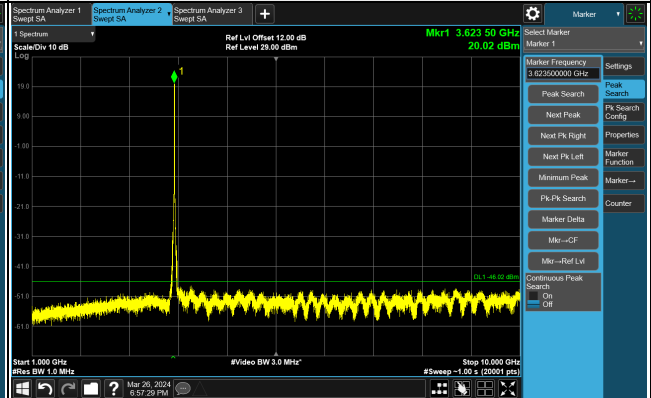 Spectrum Analyzer 1
Swept SA
Spectrum Analyzer 2
Swept SA
Spectrum Analyzer 3
Swept SA
+
Marker
1 Spectrum
Scale/Div 10 dB
Log
Ref Lvl Offset 12.00 dB
Ref Level 29.00 dBm
Mkr1 3.623 50 GHz
20.02 dBm
Select Marker
Marker 1
1
19.0
9.00
-1.00
-11.0
-21.0
-31.0
-41.0
-51.0
-61.0
DL1 -46.02 dBm
Start 1.000 GHz
#Res BW 1.0 MHz
#Video BW 3.0 MHz*
Stop 10.000 GHz
#Sweep ~1.00 s (20001 pts)
Marker Frequency
3.623500000 GHz
Peak Search
Next Peak
Next Pk Right
Next Pk Left
Minimum Peak
Pk-Pk Search
Marker Delta
Mkr→CF
Mkr→Ref Lvl
Continuous Peak
Search
On
Off
Settings
Peak
Search
Pk Search
Config
Properties
Marker
Function
Marker→
Counter
?
Mar 26, 2024
6:57:29 PM